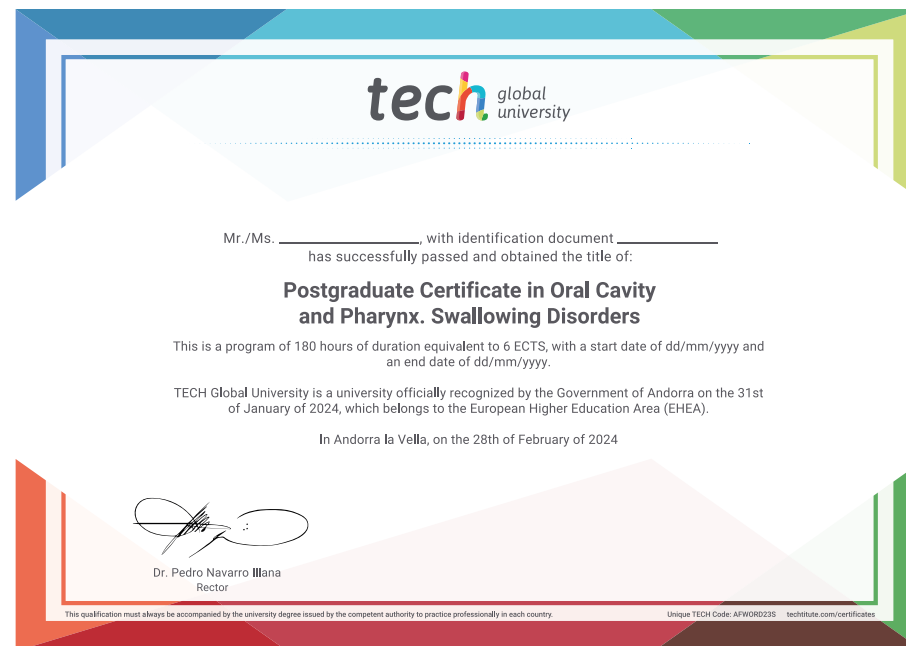 tech global
university
Mr./Ms. ____________, with identification document ____________
has successfully passed and obtained the title of:
Postgraduate Certificate in Oral Cavity
and Pharynx. Swallowing Disorders
This is a program of 180 hours of duration equivalent to 6 ECTS, with a start date of dd/mm/yyyy and
an end date of dd/mm/yyyy.
TECH Global University is a university officially recognized by the Government of Andorra on the 31st
of January of 2024, which belongs to the European Higher Education Area (EHEA).
In Andorra la Vella, on the 28th of February of 2024
Dr. Pedro Navarro Illana
Rector
This qualification must always be accompanied by the university degree issued by the competent authority to practice professionally in each country. Unique TECH Code: AFWORD23S techtitute.com/certificates